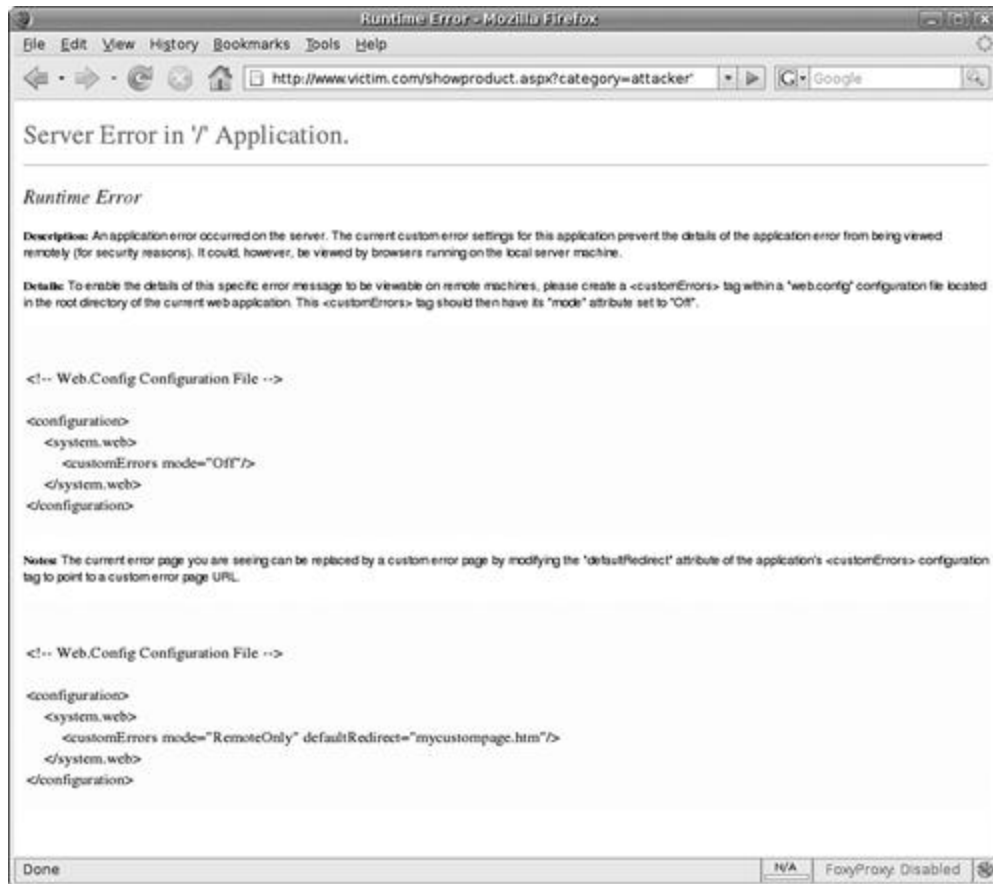 Runtime Error - Mozilla Firefox
File Edit View History Bookmarks Tools Help
http://www.victim.com/showproduct.aspx?category=attacker' G Google
Server Error in '/' Application.
Runtime Error
Description: An application error occurred on the server. The current custom error settings for this application prevent the details of the application error from being viewed
remotely (for security reasons). It could, however, be viewed by browsers running on the local server machine.
Details: To enable the details of this specific error message to be viewable on remote machines, please create a <customErrors> tag within a "web.config" configuration file located
in the root directory of the current web application. This <customErrors> tag should then have its "mode" attribute set to "Off".
<!-- Web.Config Configuration File -->
<configuration>
<system.web>
<customErrors mode="Off"/>
</system.web>
</configuration>
Notes: The current error page you are seeing can be replaced by a custom error page by modifying the "defaultRedirect" attribute of the application's <customErrors> configuration
tag to point to a custom error page URL.
<!-- Web.Config Configuration File -->
<configuration>
<system.web>
<customErrors mode="RemoteOnly" defaultRedirect="mycustompage.htm"/>
</system.web>
</configuration>
Done N/A FoxyProxy: Disabled